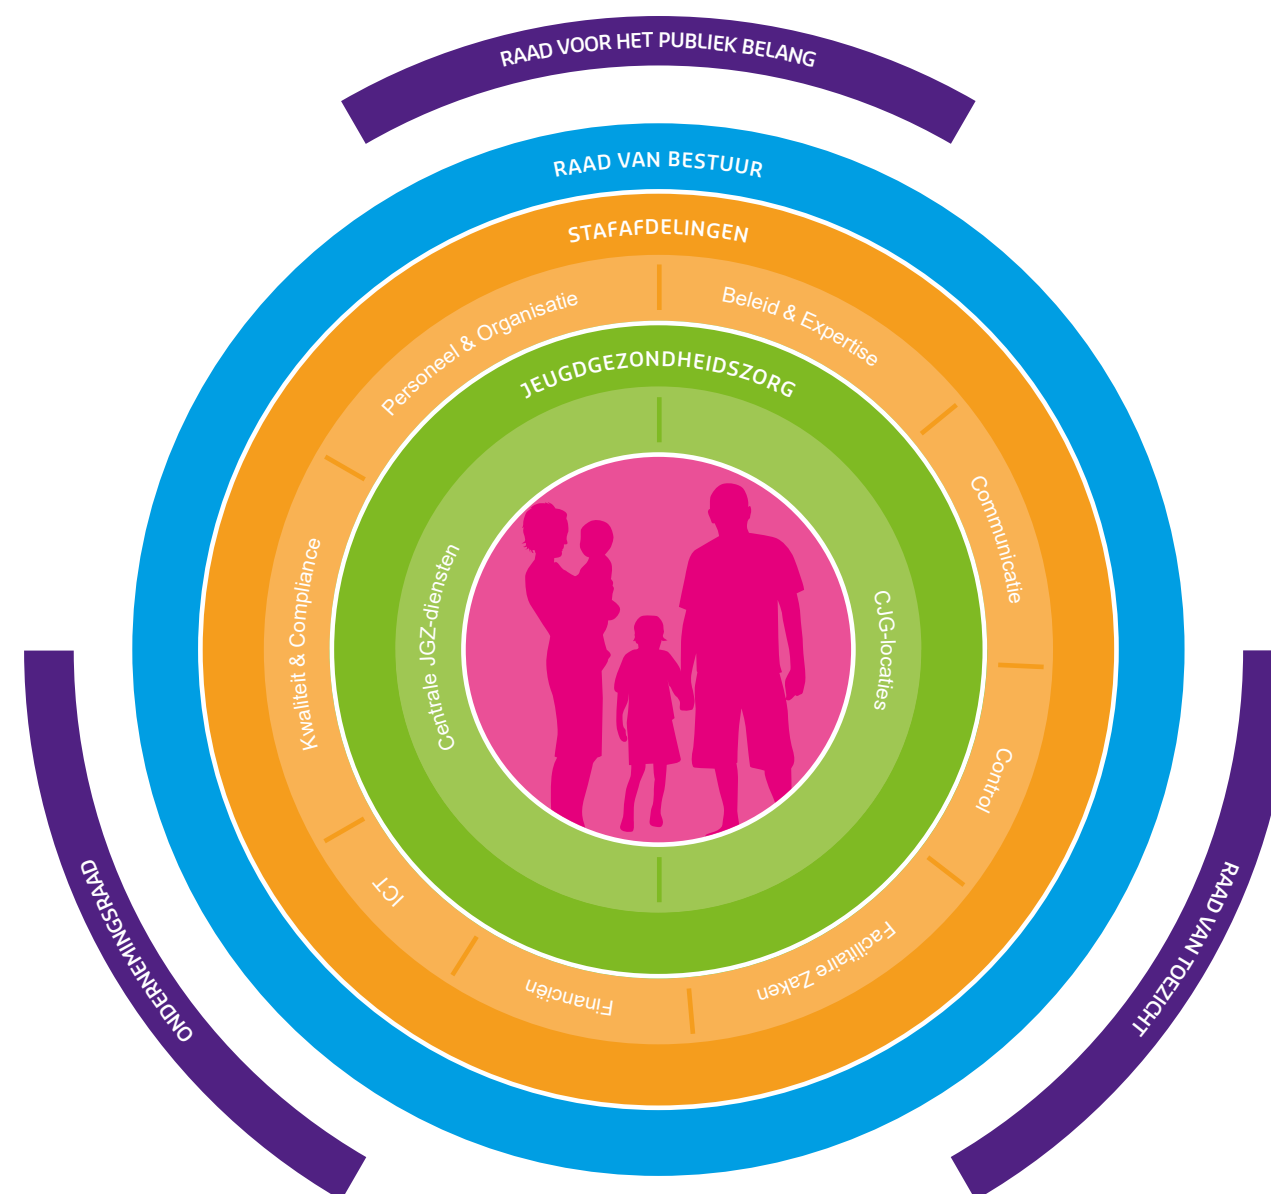 RAAD VOOR HET PUBLIEK BELANG
RAAD VAN BESTUUR
STAFAFDELINGEN
Personeel & Organisatie
Beleid & Expertise
JEUGDGEZONDHEIDSZORG
Communicatie
Kwaliteit & Compliance
Centrale JGZ-diensten
CJG-locaties
Control
ICT
Financiën
Facilitaire Zaken
ONDERNEMINGSRAAD
RAAD VAN TOEZICHT